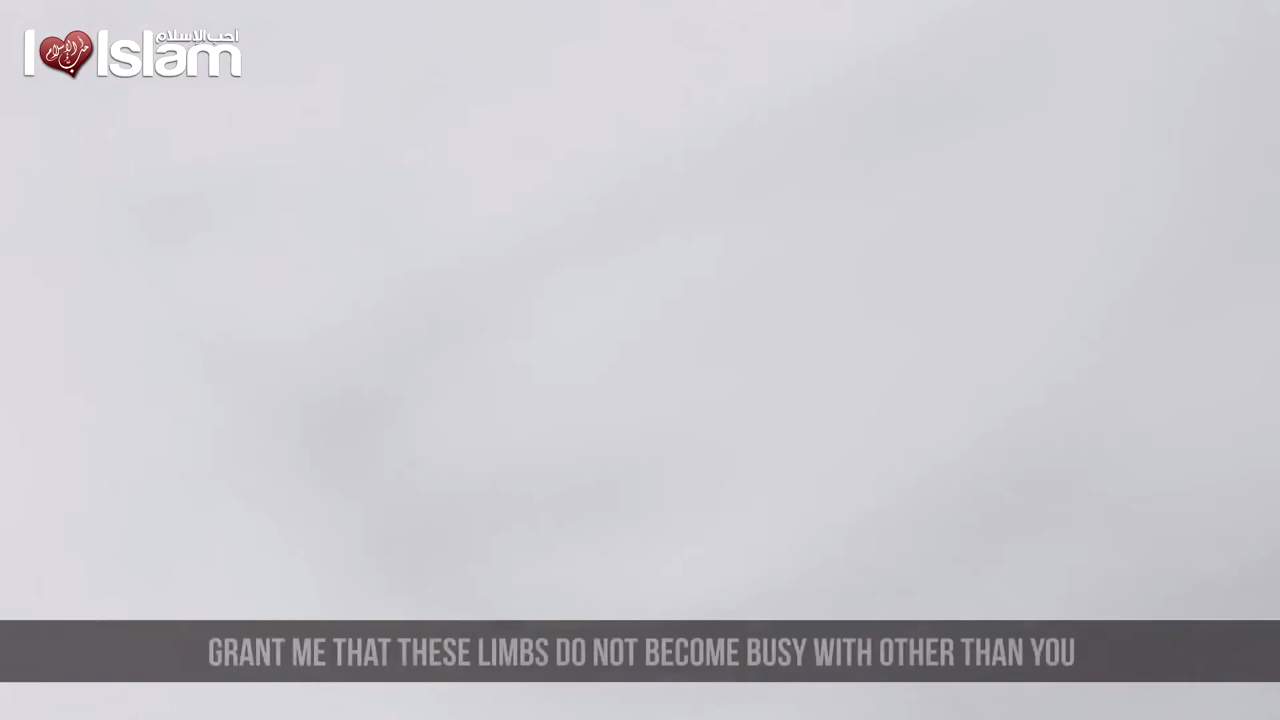 أحب الإسلام
I Islam
GRANT ME THAT THESE LIMBS DO NOT BECOME BUSY WITH OTHER THAN YOU